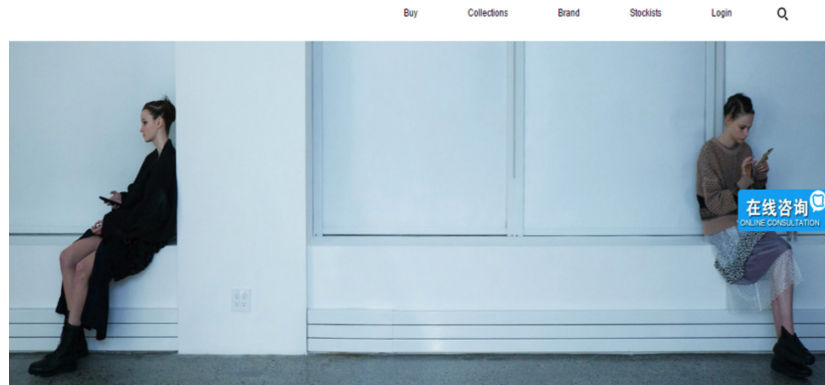 Buy Collections Brand Stockists Login
在线咨询
ONLINE CONSULTATION